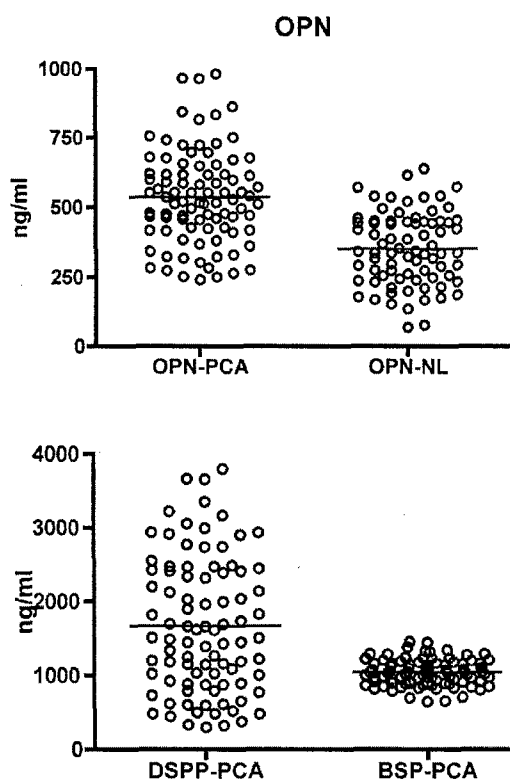 OPN
1000
750
500
250
0
ng/ml
OPN-PCA OPN-NL
4000
3000
2000
1000
0
ng/ml
DSPP-PCA BSP-PCA